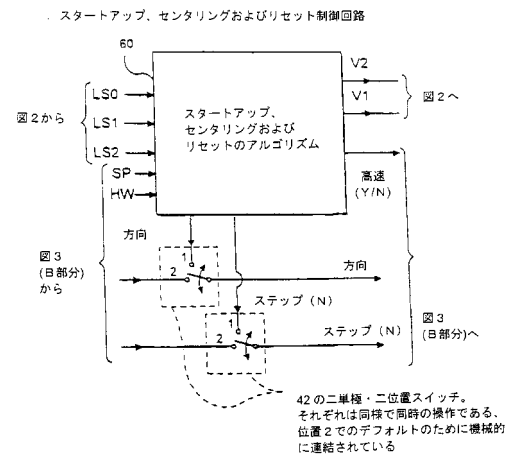 . スタートアップ、センタリングおよびリセット制御回路
60
V2
LS0
V1
図2から
LS1
スタートアップ、
センタリングおよび
リセットのアルゴリズム
図2へ
LS2
SP
高速
(Y/N)
HW
方向
1
図3
(B部分)
から
2
方向
ステップ（N）
1
図3
(B部分)へ
ステップ（N）
2
42の二単極・二位置スイッチ。
それぞれは同様で同時の操作である、
位置2でのデフォルトのために機械的
に連結されている